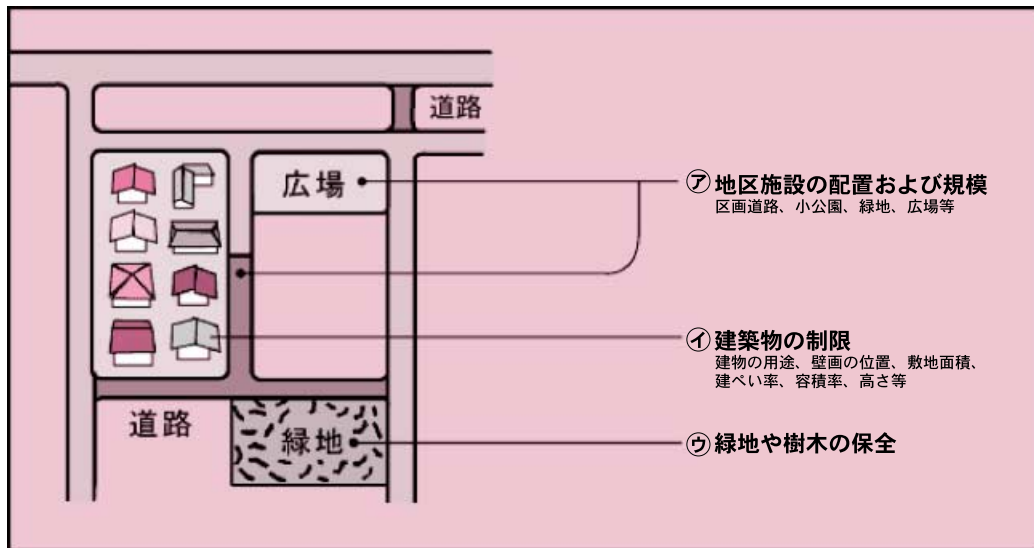 道路
広場
㋐地区施設の配置および規模
区画道路、小公園、緑地、広場等
㋑建築物の制限
建物の用途、壁画の位置、敷地面積、
建ぺい率、容積率、高さ等
道路
緑地
㋒緑地や樹木の保全